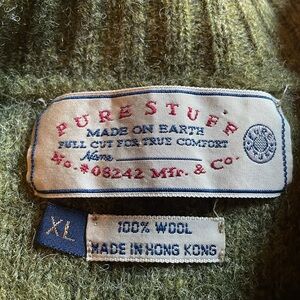 PURE STUFF
MADE ON EARTH
FULL CUT FOR TRUE COMFORT
Name
No. #08242 Mfr. & Co.
PURE
XL
100% WOOL
MADE IN HONG KONG